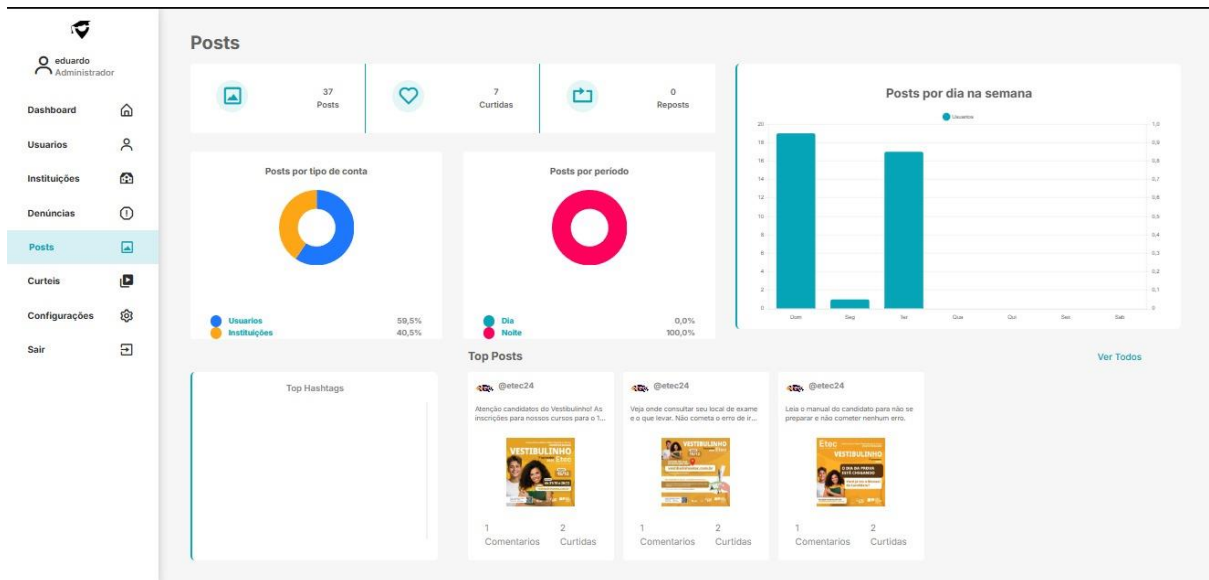 eduardo
Administrador
Dashboard
Usuarios
Instituições
Denúncias
Posts
Curteis
Configurações
Sair
Posts
37
Posts
7
Curtidas
0
Reposts
Posts por tipo de conta
Usuarios 59,5%
Instituições 40,5%
Posts por período
Dia 0,0%
Noite 100,0%
Posts por dia na semana
Usuarios
20
18
16
14
12
10
8
6
4
2
0
1,0
0,9
0,8
0,7
0,6
0,5
0,4
0,3
0,2
0,1
0
Dom Seg Ter Qua Qui Sex Sab
Top Hashtags
Top Posts
Ver Todos
@etec24
Atenção candidatos do Vestibulinho! As
inscrições para nossos cursos para o 1...
VESTIBULINHO
Etec
1 2
Comentarios Curtidas
@etec24
Veja onde consultar seu local de exame
e o que levar. Não cometa o erro de ir...
VESTIBULINHO
1 2
Comentarios Curtidas
@etec24
Leia o manual do candidato para não se
preparar e não cometer nenhum erro.
Etec
VESTIBULINHO
O DIA DA PROVA
ESTÁ CHEGANDO!
1 2
Comentarios Curtidas